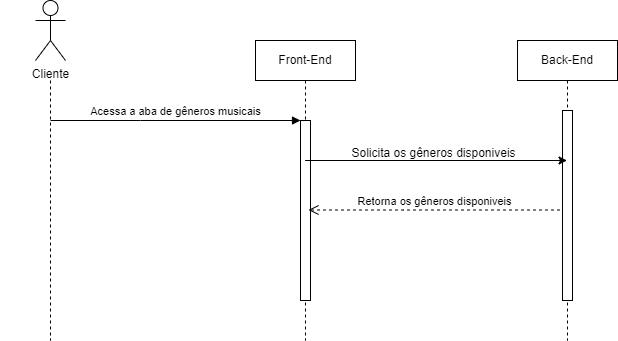 Cliente
Front-End
Back-End
Acessa a aba de gêneros musicais
Solicita os gêneros disponiveis
Retorna os gêneros disponiveis